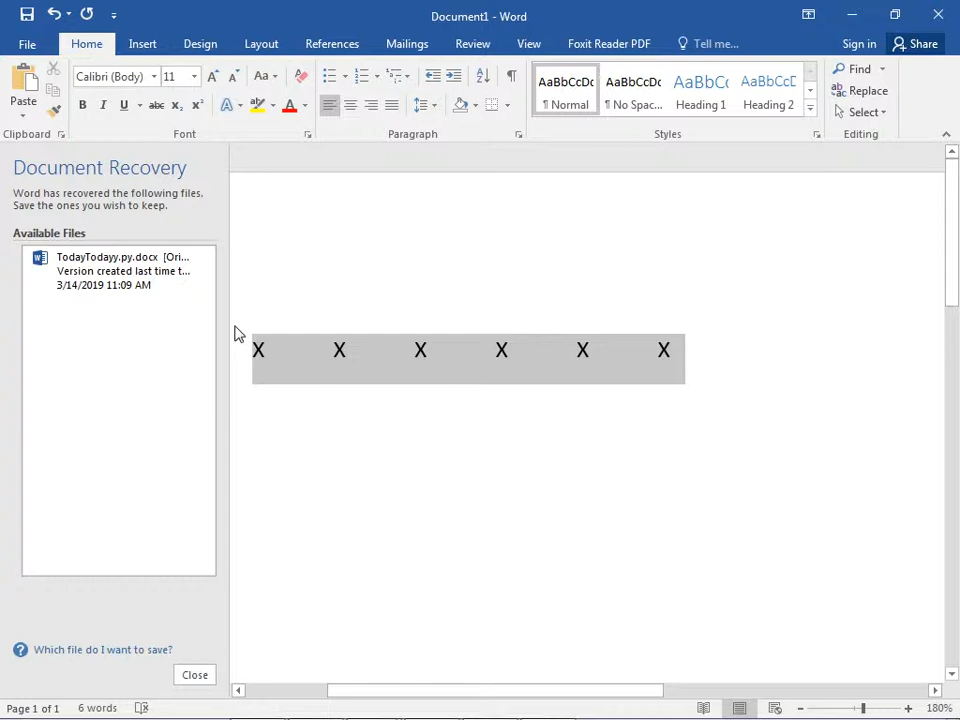 Document1 - Word
File Home Insert Design Layout References Mailings Review View Foxit Reader PDF Tell me... Sign in Share
Calibri (Body) 11 Aa AaBbCcDc AaBbCcDc AaBbCc AaBbCcD Find
Paste B I U abc x₂ x² A ab A ¶ Normal ¶ No Spac... Heading 1 Heading 2 Replace
Select
Clipboard Font Paragraph Styles Editing
Document Recovery
Word has recovered the following files.
Save the ones you wish to keep.
Available Files
TodayTodayy.py.docx [Ori...
Version created last time t...
3/14/2019 11:09 AM
X X X X X X
Which file do I want to save?
Close
Page 1 of 1 6 words 180%